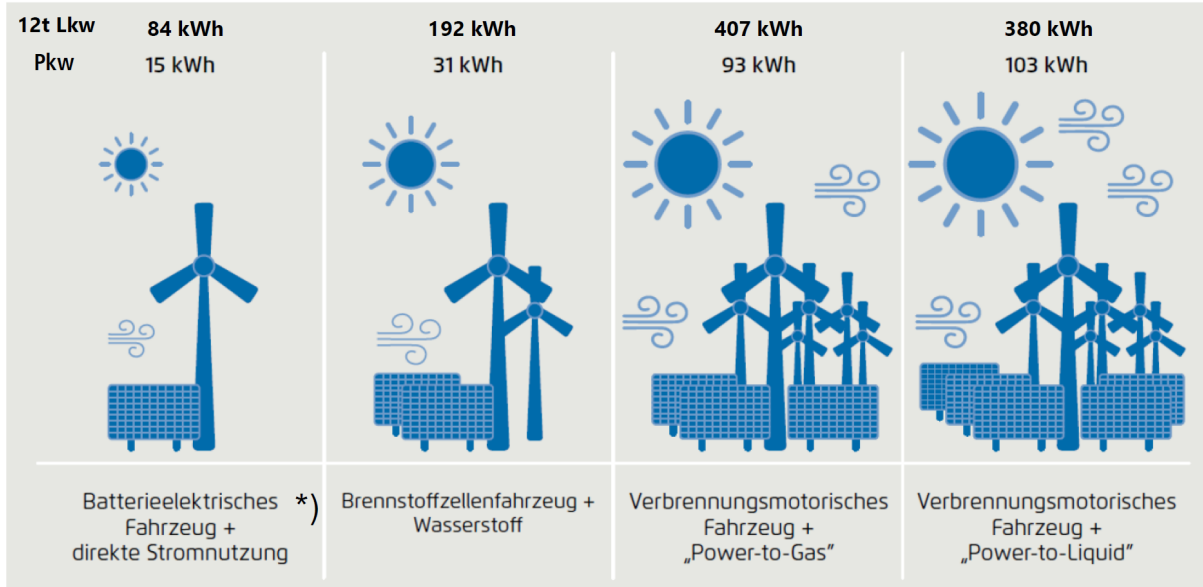 12t Lkw 84 kWh 192 kWh 407 kWh 380 kWh
Pkw 15 kWh 31 kWh 93 kWh 103 kWh
Batterieelektrisches *)
Fahrzeug +
direkte Stromnutzung
Brennstoffzellenfahrzeug +
Wasserstoff
Verbrennungsmotorisches
Fahrzeug +
„Power-to-Gas”
Verbrennungsmotorisches
Fahrzeug +
„Power-to-Liquid”